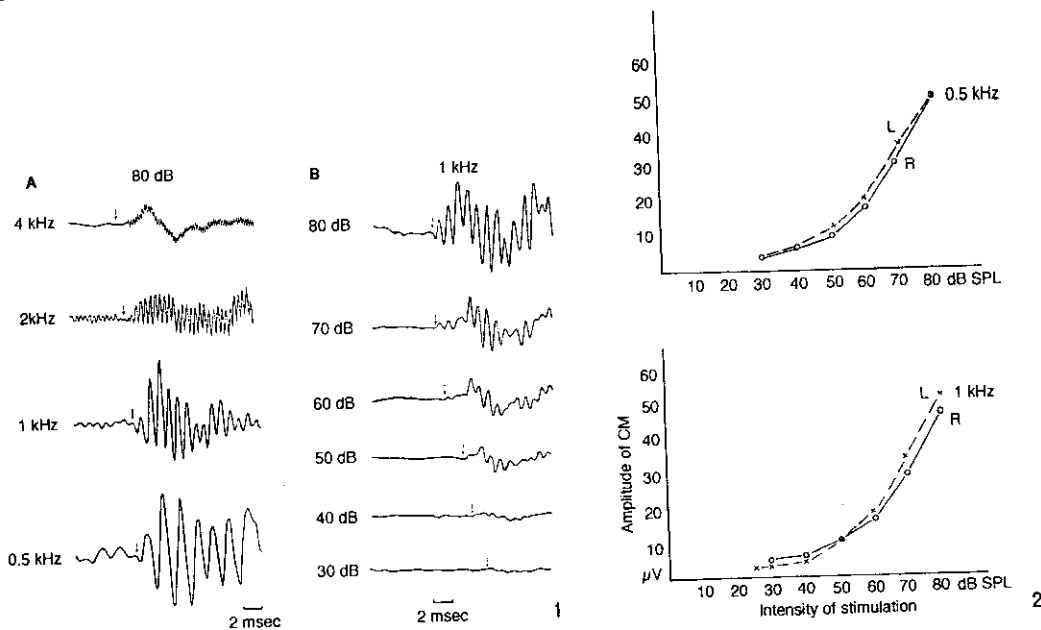 A
80 dB
4 kHz
2kHz
1 kHz
0.5 kHz
2 msec
B
1 kHz
80 dB
70 dB
60 dB
50 dB
40 dB
30 dB
2 msec
1
60
50
40
30
20
10
L
R
0.5 kHz
10 20 30 40 50 60 70 80 dB SPL
Amplitude of CM
60
50
40
30
20
10
µV
L
1 kHz
R
10 20 30 40 50 60 70 80 dB SPL
Intensity of stimulation
2